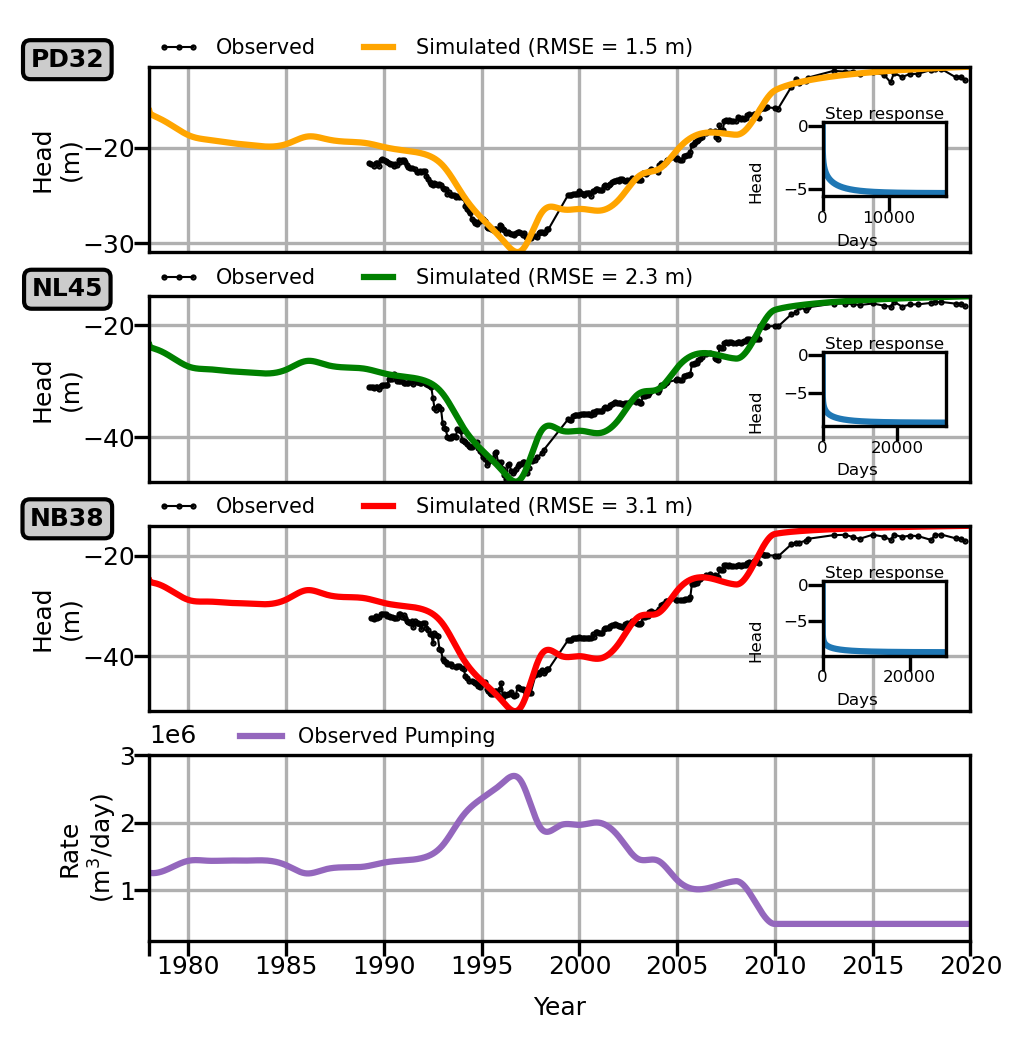 PD32
Observed
Simulated (RMSE = 1.5 m)
Head
(m)
−20
−30
Step response
0
−5
Head
0
10000
Days
NL45
Observed
Simulated (RMSE = 2.3 m)
Head
(m)
−20
−40
Step response
0
−5
Head
0
20000
Days
NB38
Observed
Simulated (RMSE = 3.1 m)
Head
(m)
−20
−40
Step response
0
−5
Head
0
20000
Days
1e6
Observed Pumping
Rate
(m³/day)
3
2
1
1980 1985 1990 1995 2000 2005 2010 2015 2020
Year